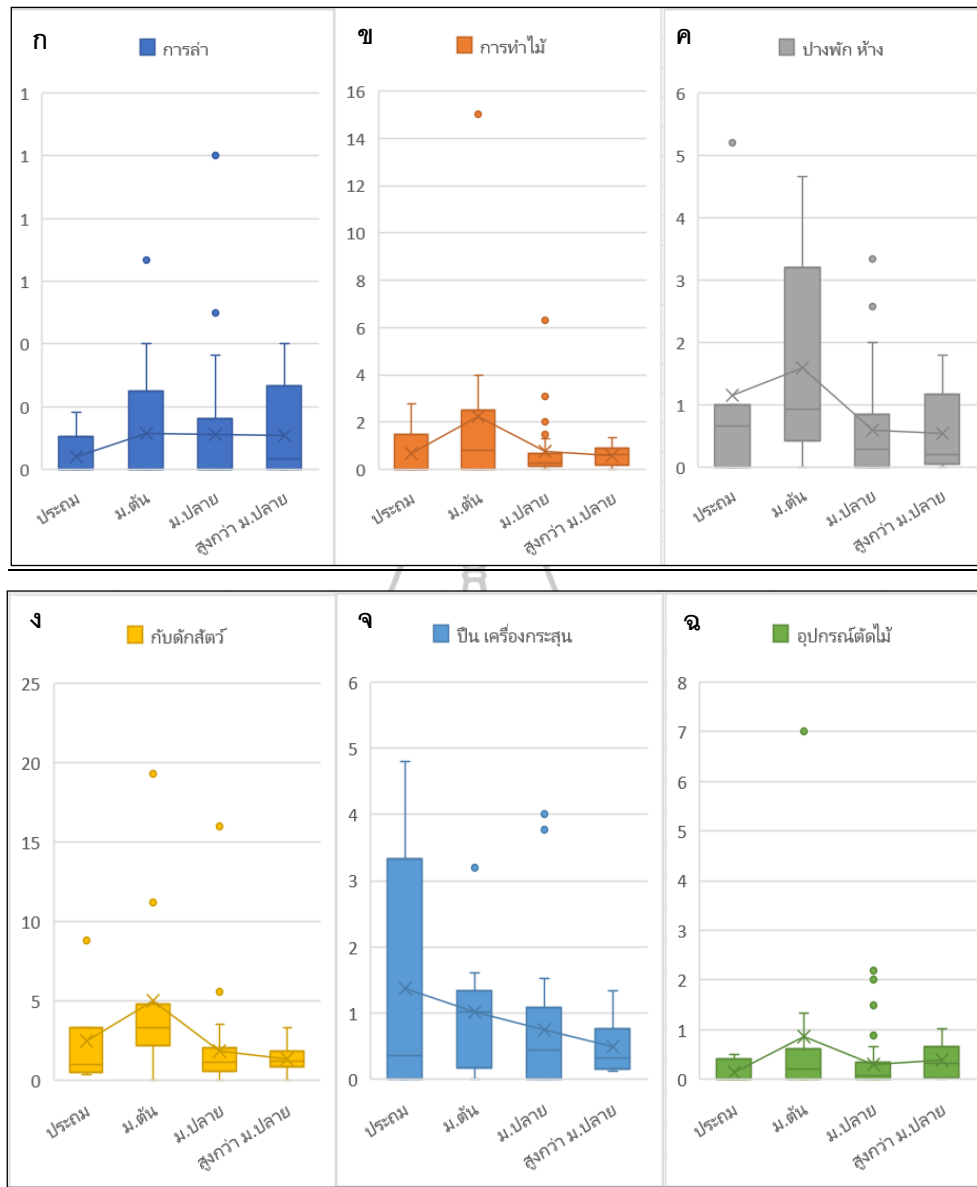 ก
การล่า
1
1
1
1
0
0
0
ประถม
ม.ต้น
ม.ปลาย
สูงกว่า ม.ปลาย
ข
การทำไม้
16
14
12
10
8
6
4
2
0
ประถม
ม.ต้น
ม.ปลาย
สูงกว่า ม.ปลาย
ค
ปางพัก ห้าง
6
5
4
3
2
1
0
ประถม
ม.ต้น
ม.ปลาย
สูงกว่า ม.ปลาย
ง
กับดักสัตว์
25
20
15
10
5
0
ประถม
ม.ต้น
ม.ปลาย
สูงกว่า ม.ปลาย
จ
ปืน เครื่องกระสุน
6
5
4
3
2
1
0
ประถม
ม.ต้น
ม.ปลาย
สูงกว่า ม.ปลาย
ฉ
อุปกรณ์ตัดไม้
8
7
6
5
4
3
2
1
0
ประถม
ม.ต้น
ม.ปลาย
สูงกว่า ม.ปลาย